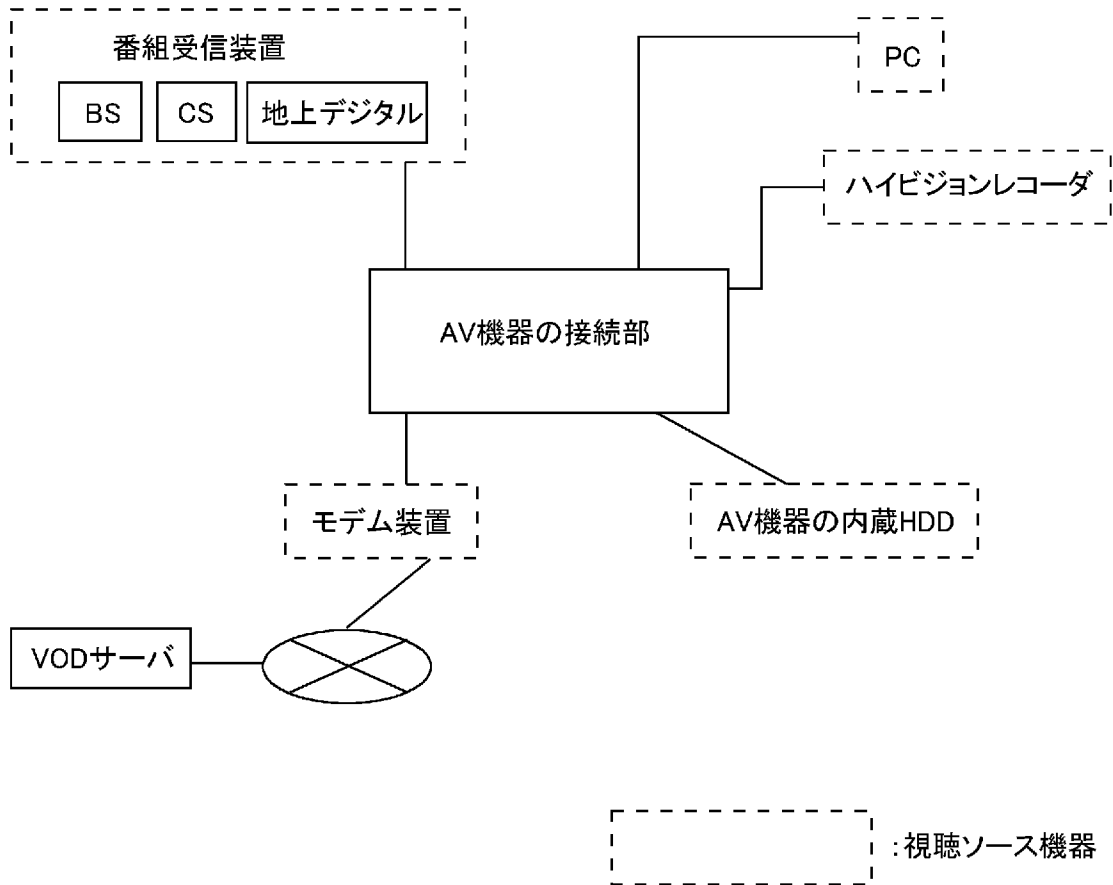 番組受信装置
BS
CS
地上デジタル
PC
ハイビジョンレコーダ
AV機器の接続部
モデム装置
AV機器の内蔵HDD
VODサーバ
:視聴ソース機器